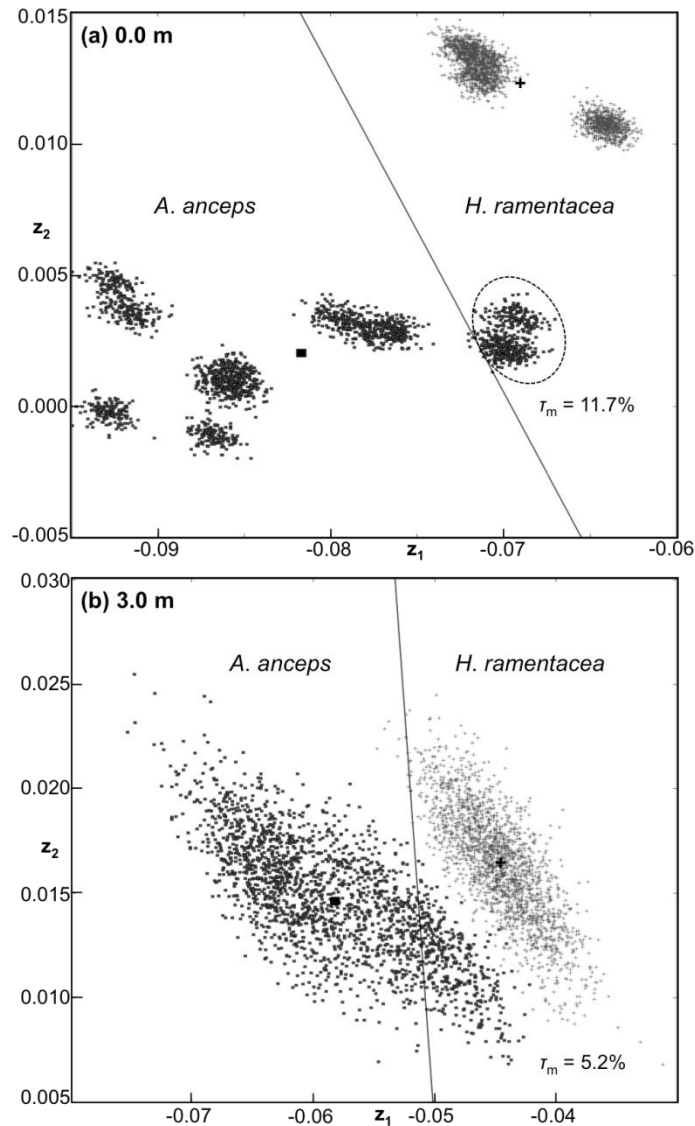 0.015
(a) 0.0 m
0.010
A. anceps
H. ramentacea
z2
0.005
0.000
τm = 11.7%
-0.005
-0.09
-0.08
z1
-0.07
-0.06
0.030
(b) 3.0 m
0.025
A. anceps
H. ramentacea
0.020
z2
0.015
0.010
τm = 5.2%
0.005
-0.07
-0.06
z1
-0.05
-0.04